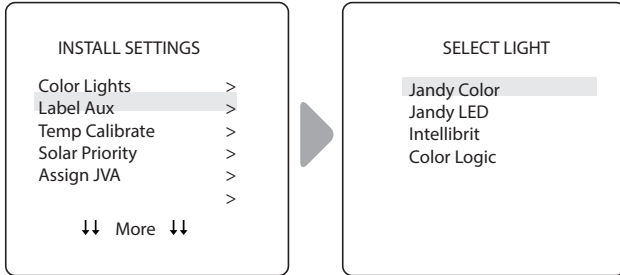 INSTALL SETTINGS
Color Lights >
Label Aux >
Temp Calibrate >
Solar Priority >
Assign JVA >
>
↓↓ More ↓↓
SELECT LIGHT
Jandy Color
Jandy LED
Intellibrit
Color Logic